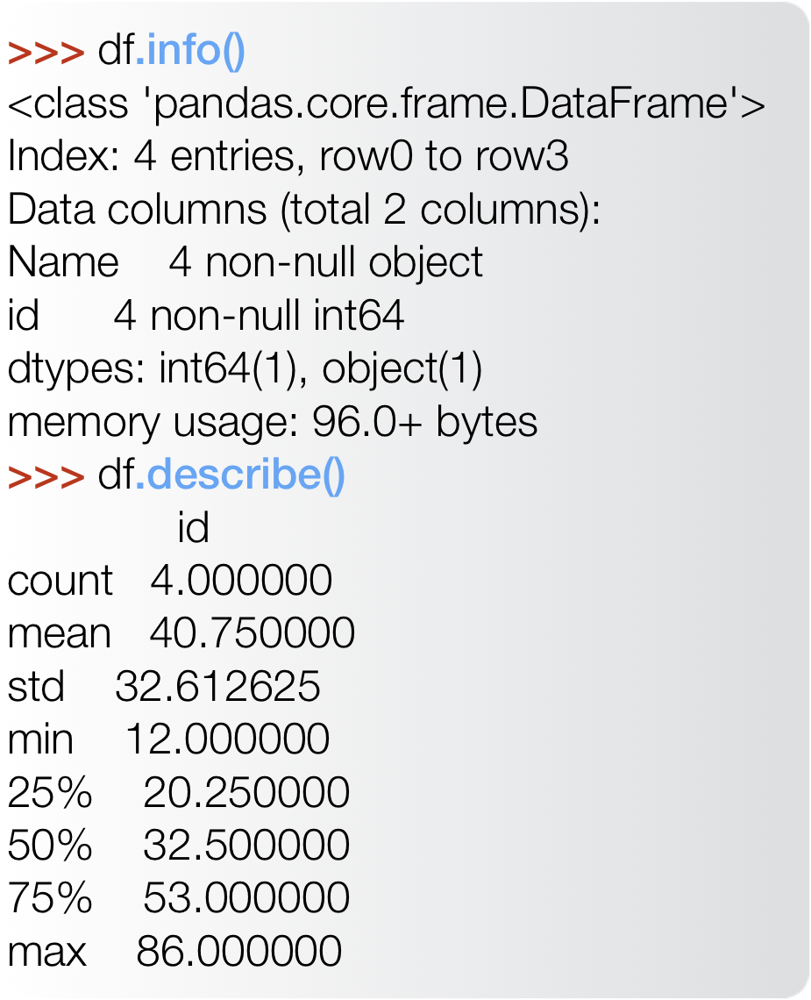 >>> df.info()
<class 'pandas.core.frame.DataFrame'>
Index: 4 entries, row0 to row3
Data columns (total 2 columns):
Name    4 non-null object
id      4 non-null int64
dtypes: int64(1), object(1)
memory usage: 96.0+ bytes
>>> df.describe()
              id
count   4.000000
mean   40.750000
std    32.612625
min    12.000000
25%    20.250000
50%    32.500000
75%    53.000000
max    86.000000